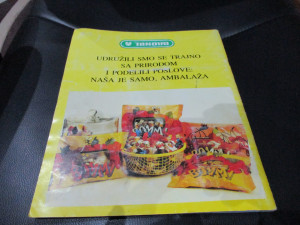 UDRUŽILI SMO SE TRAJNO
SA PRIRODOM
I PODELILI POSLOVE:
NAŠA JE SAMO, AMBALAŽA